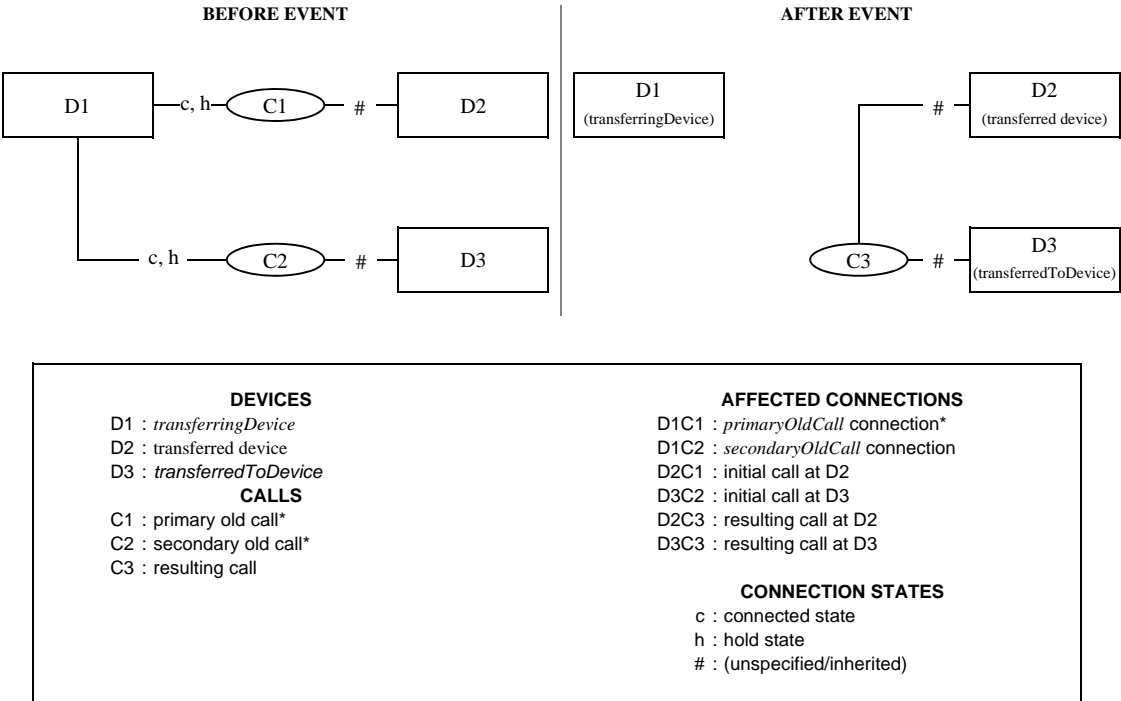 BEFORE EVENT
AFTER EVENT
D1
c, h
C1
#
D2
c, h
C2
#
D3
D1
(transferringDevice)
#
D2
(transferred device)
C3
#
D3
(transferredToDevice)
DEVICES
D1 : transferringDevice
D2 : transferred device
D3 : transferredToDevice
CALLS
C1 : primary old call*
C2 : secondary old call*
C3 : resulting call
AFFECTED CONNECTIONS
D1C1 : primaryOldCall connection*
D1C2 : secondaryOldCall connection
D2C1 : initial call at D2
D3C2 : initial call at D3
D2C3 : resulting call at D2
D3C3 : resulting call at D3
CONNECTION STATES
c : connected state
h : hold state
# : (unspecified/inherited)